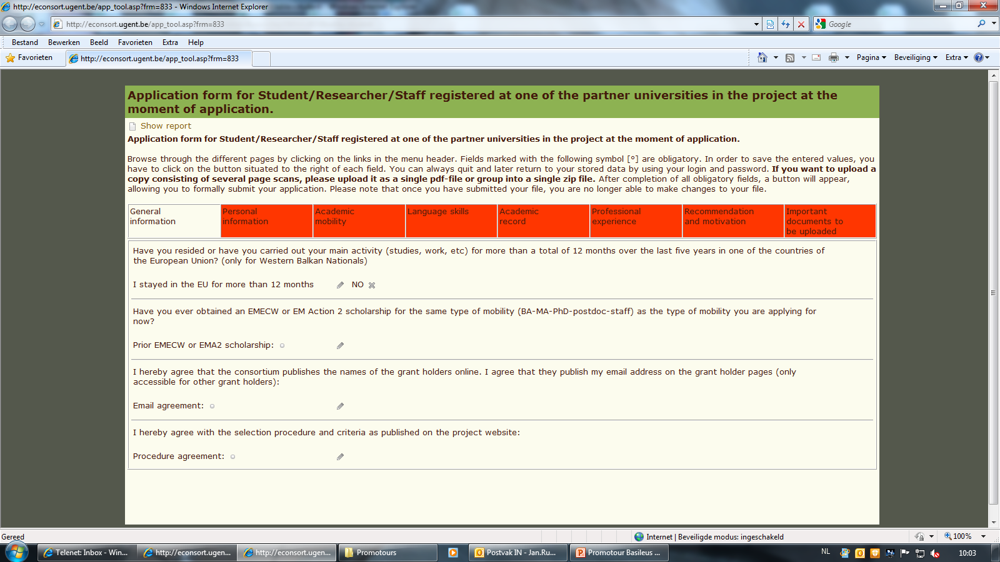 http://econsort.ugent.be/app_tool.asp?frm=833 - Windows Internet Explorer
http://econsort.ugent.be/app_tool.asp?frm=833
Google
Bestand Bewerken Beeld Favorieten Extra Help
Favorieten
http://econsort.ugent.be/app_tool.asp?frm=833
Pagina Beveiliging Extra
Application form for Student/Researcher/Staff registered at one of the partner universities in the project at the
moment of application.
Show report
Application form for Student/Researcher/Staff registered at one of the partner universities in the project at the moment of application.
Browse through the different pages by clicking on the links in the menu header. Fields marked with the following symbol [°] are obligatory. In order to save the entered values, you
have to click on the button situated to the right of each field. You can always quit and later return to your stored data by using your login and password. If you want to upload a
copy consisting of several page scans, please upload it as a single pdf-file or group into a single zip file. After completion of all obligatory fields, a button will appear,
allowing you to formally submit your application. Please note that once you have submitted your file, you are no longer able to make changes to your file.
General
information
Personal
information
Academic
mobility
Language skills
Academic
record
Professional
experience
Recommendation
and motivation
Important
documents to
be uploaded
Have you resided or have you carried out your main activity (studies, work, etc) for more than a total of 12 months over the last five years in one of the countries of
the European Union? (only for Western Balkan Nationals)
I stayed in the EU for more than 12 months NO
Have you ever obtained an EMECW or EM Action 2 scholarship for the same type of mobility (BA-MA-PhD-postdoc-staff) as the type of mobility you are applying for
now?
Prior EMECW or EMA2 scholarship:
I hereby agree that the consortium publishes the names of the grant holders online. I agree that they publish my email address on the grant holder pages (only
accessible for other grant holders):
Email agreement:
I hereby agree with the selection procedure and criteria as published on the project website:
Procedure agreement:
Gereed
Internet | Beveiligde modus: ingeschakeld
100%
Telenet: Inbox - Win...
http://econsort.ugen...
http://econsort.ugen...
Promotours
Postvak IN - Jan.Ru...
Promotour Basileus ...
NL
10:03